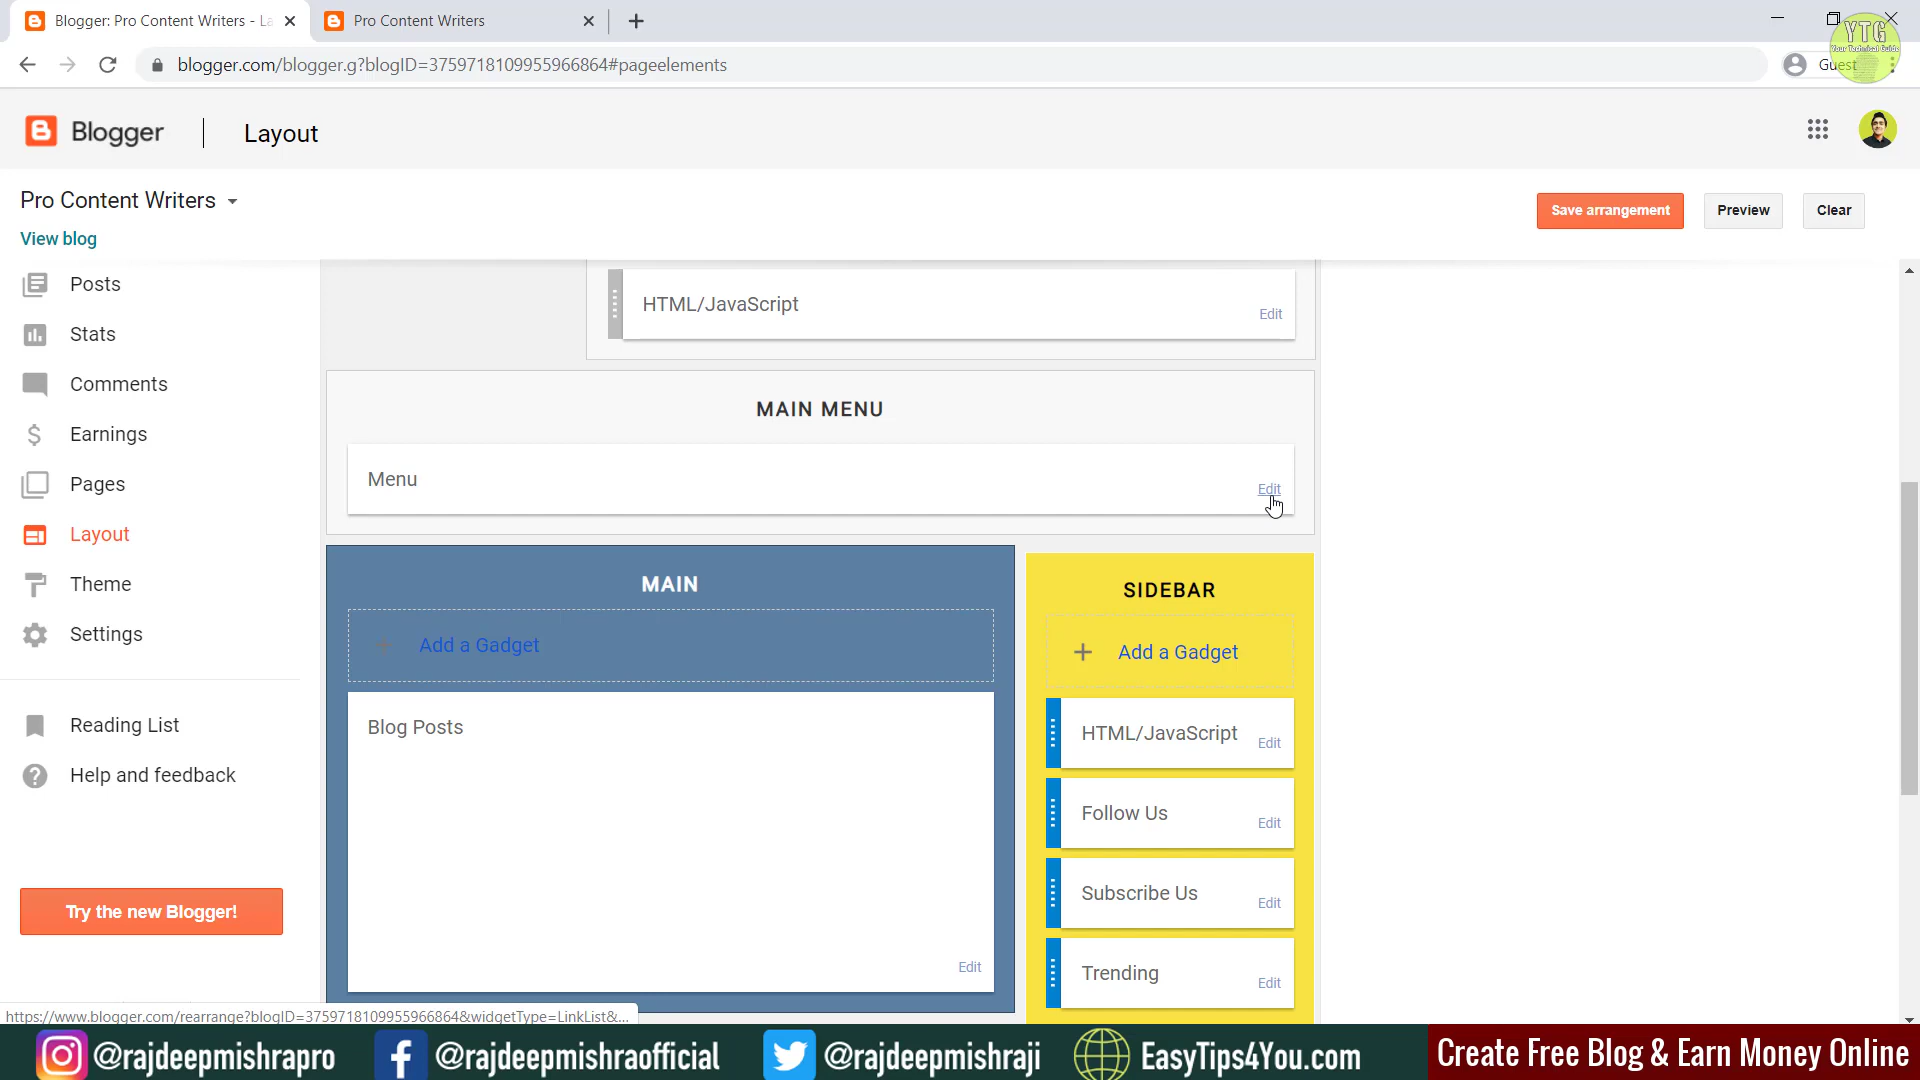 Blogger: Pro Content Writers - La
Pro Content Writers
blogger.com/blogger.g?blogID=3759718109955966864#pageelements
Guest
YTG
Your Technical Guide
Blogger
Layout
Pro Content Writers
View blog
Save arrangement
Preview
Clear
Posts
Stats
Comments
Earnings
Pages
Layout
Theme
Settings
Reading List
Help and feedback
Try the new Blogger!
HTML/JavaScript
Edit
MAIN MENU
Menu
Edit
MAIN
Add a Gadget
Blog Posts
Edit
SIDEBAR
Add a Gadget
HTML/JavaScript
Edit
Follow Us
Edit
Subscribe Us
Edit
Trending
Edit
https://www.blogger.com/rearrange?blogID=3759718109955966864&widgetType=LinkList&...
@rajdeepmishrapro
@rajdeepmishraofficial
@rajdeepmishraji
EasyTips4You.com
Create Free Blog & Earn Money Online